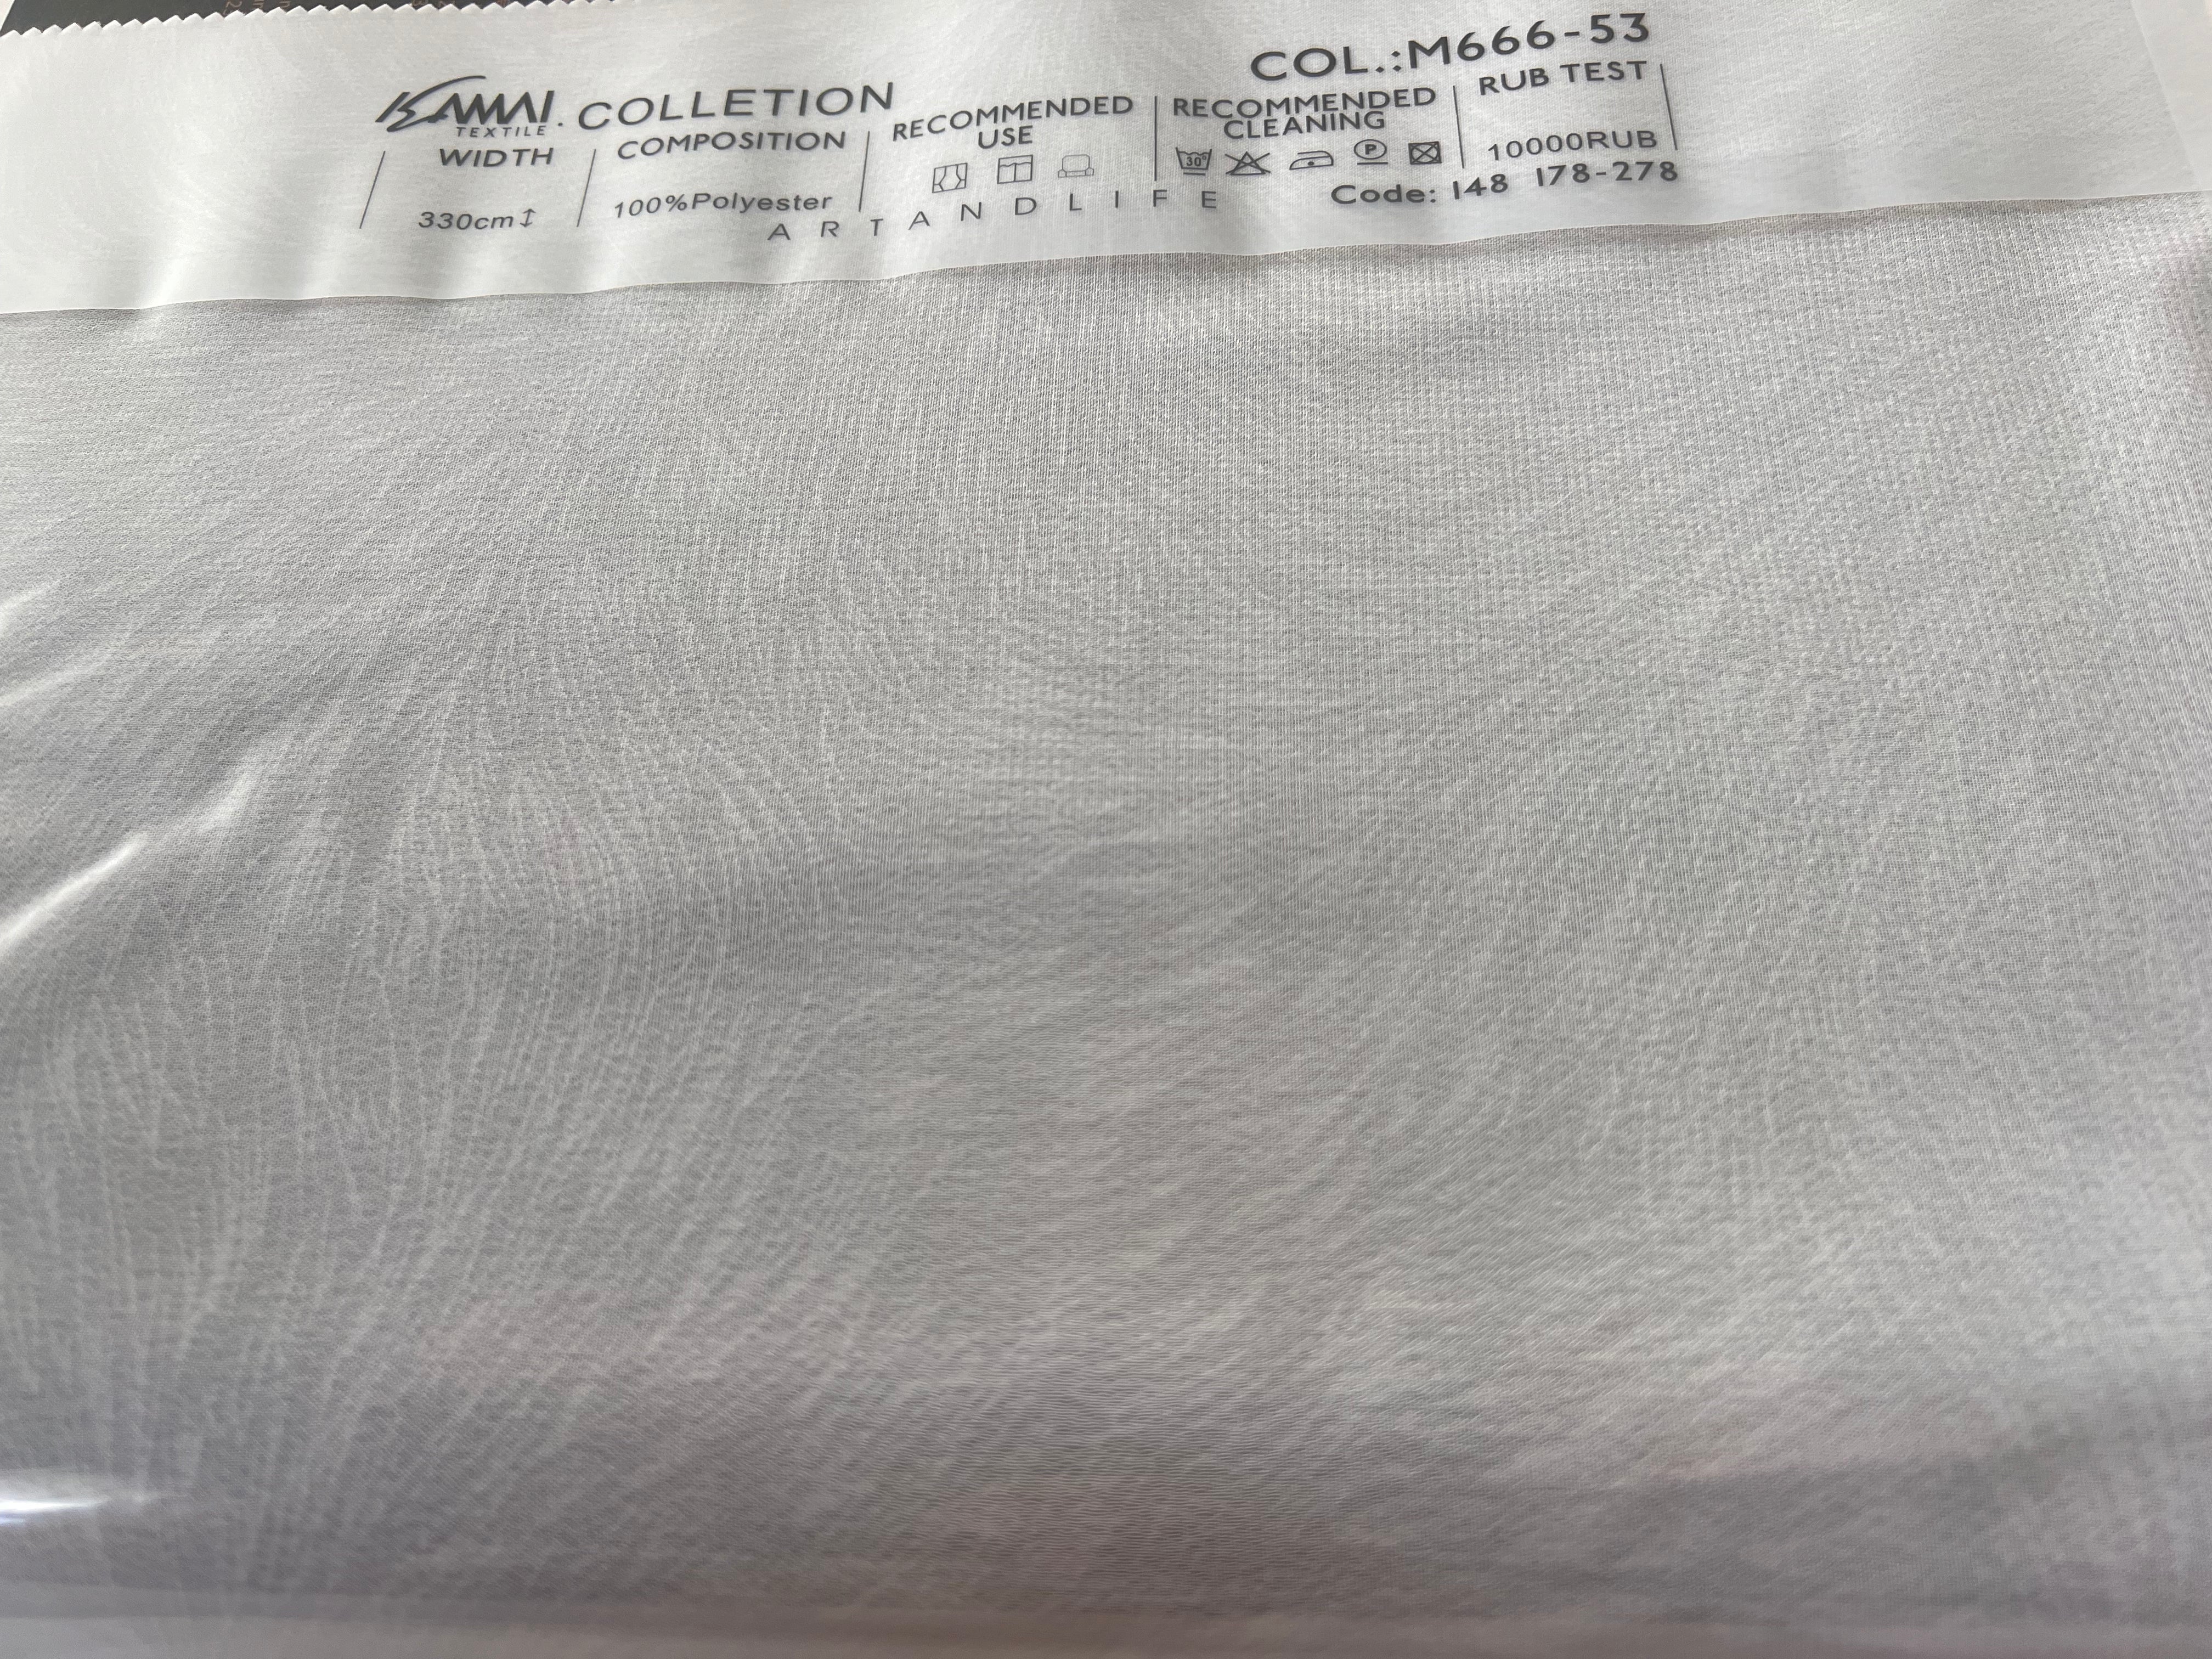 COL.:M666-53
KAMAI. COLLETION
TEXTILE
WIDTH
330cm
COMPOSITION
100%Polyester
RECOMMENDED
USE
RECOMMENDED
CLEANING
30°
P
RUB TEST
10000RUB
Code: 148 178-278
ARTANDLIFE